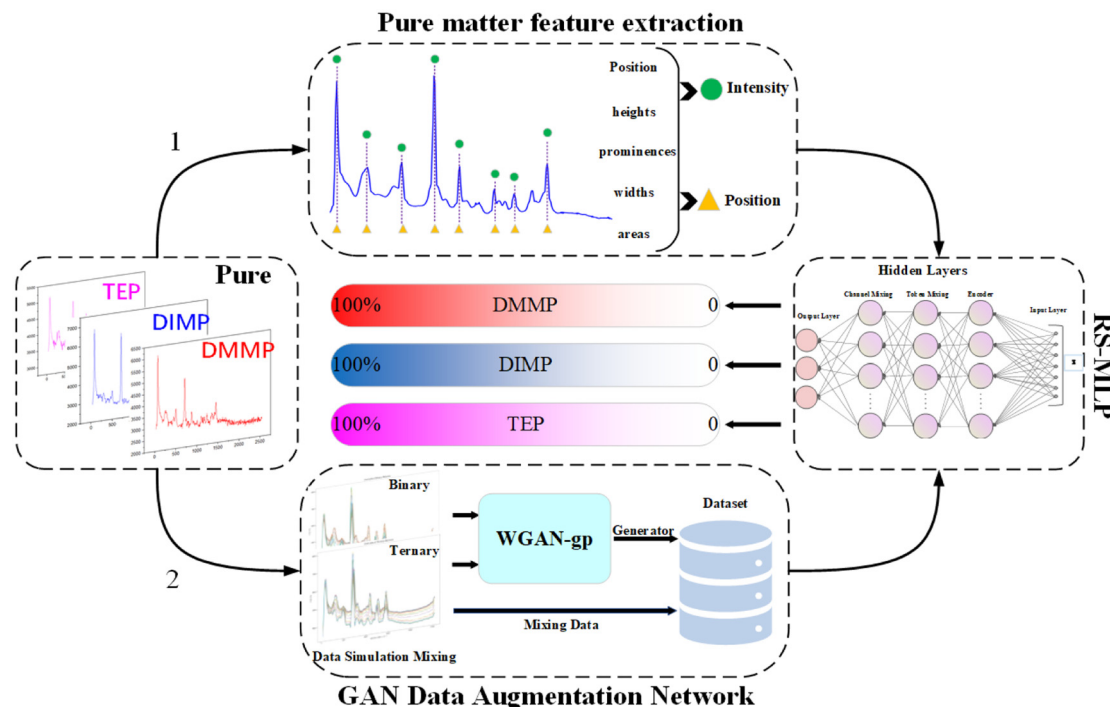 Pure matter feature extraction
1
Position
heights
prominences
widths
areas
Intensity
Position
Pure
TEP
DIMP
DMMP
100% DMMP 0
100% DIMP 0
100% TEP 0
Hidden Layers
Channel Mixing Token Mixing Encoder
Output Layer
Input Layer
x
RS-MLP
2
Binary
Ternary
Data Simulation Mixing
WGAN-gp
Generator
Mixing Data
Dataset
GAN Data Augmentation Network